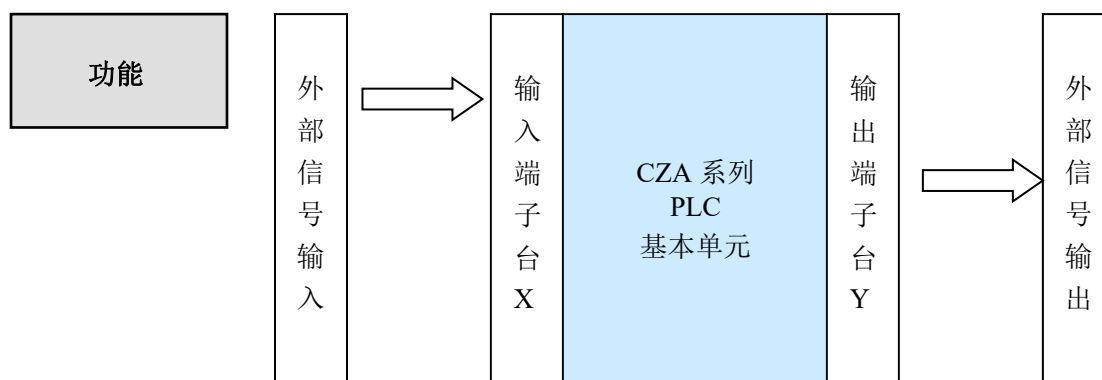 功能
外部信号输入
输入端子台X
CZA 系列
PLC
基本单元
输出端子台Y
外部信号输出